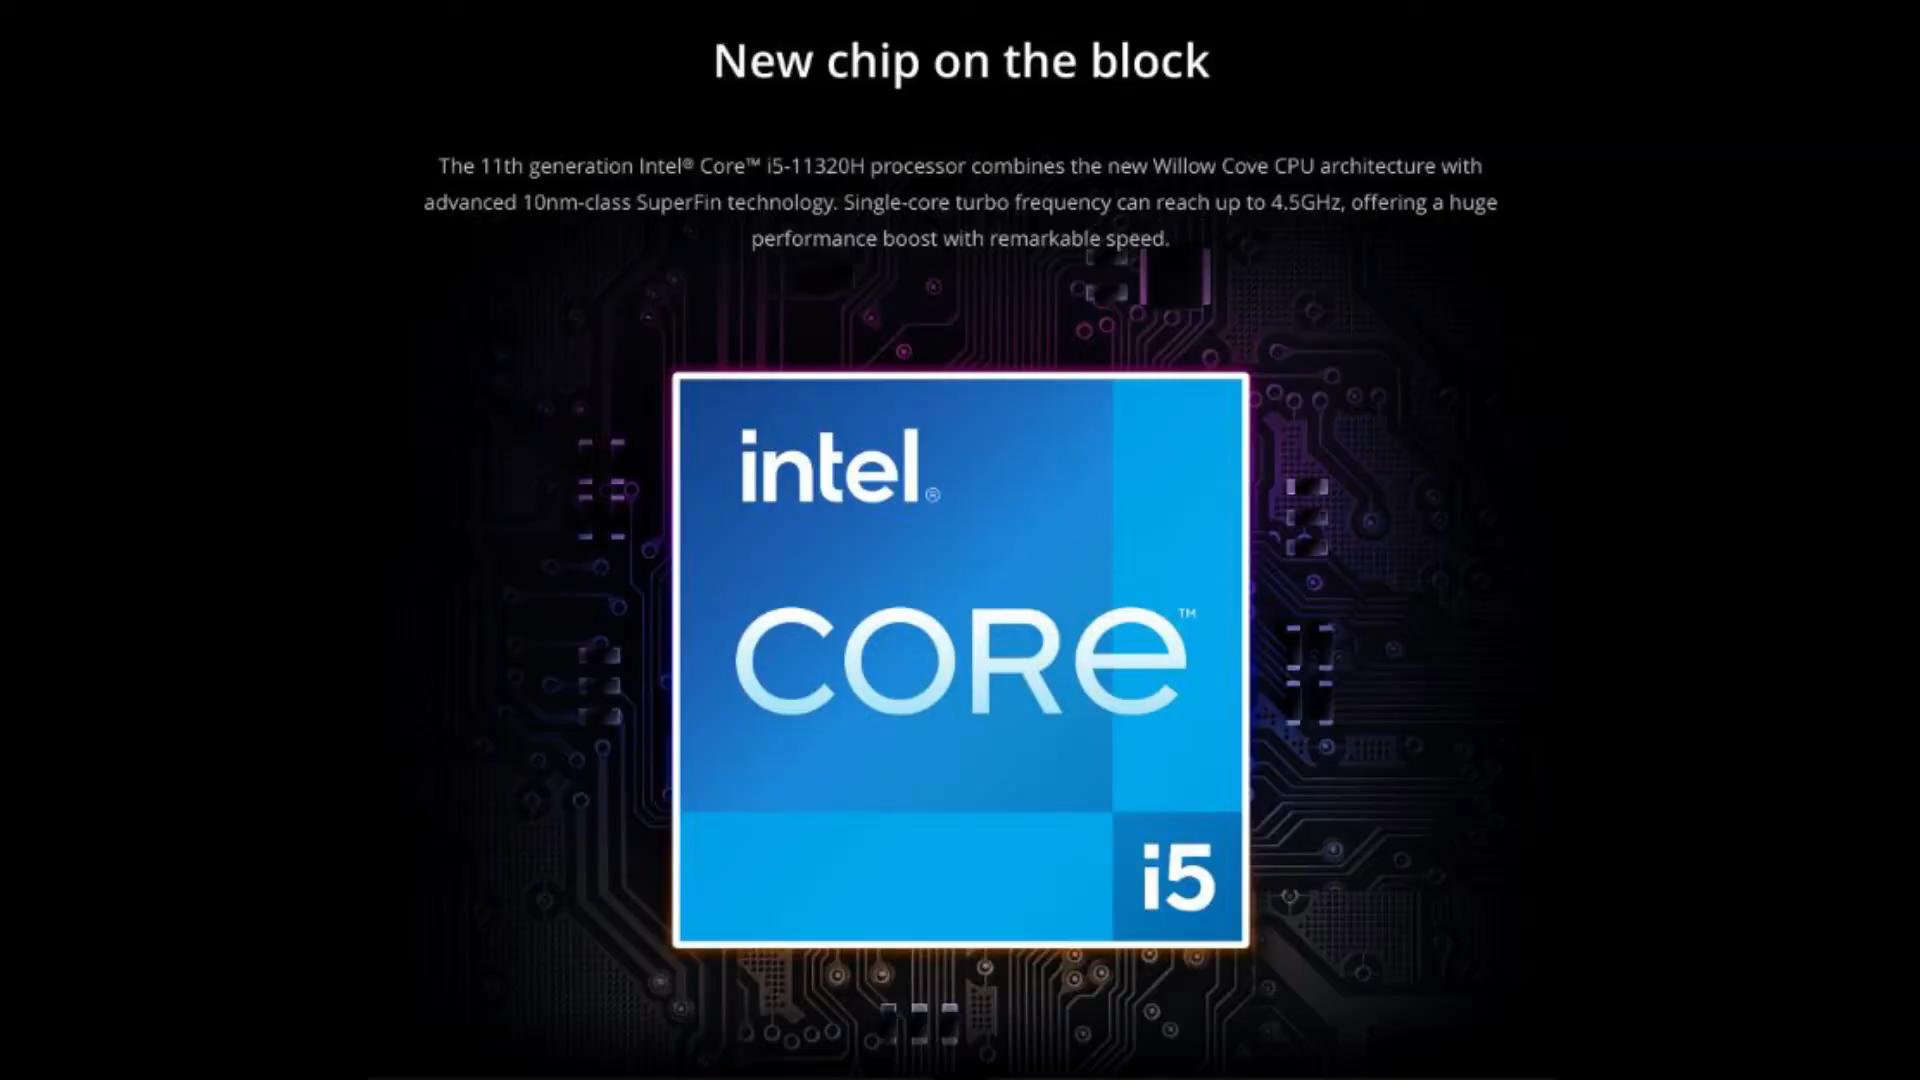 New chip on the block
The 11th generation Intel® Core™ i5-11320H processor combines the new Willow Cove CPU architecture with
advanced 10nm-class SuperFin technology. Single-core turbo frequency can reach up to 4.5GHz, offering a huge
performance boost with remarkable speed.
intel®
CORe™
i5